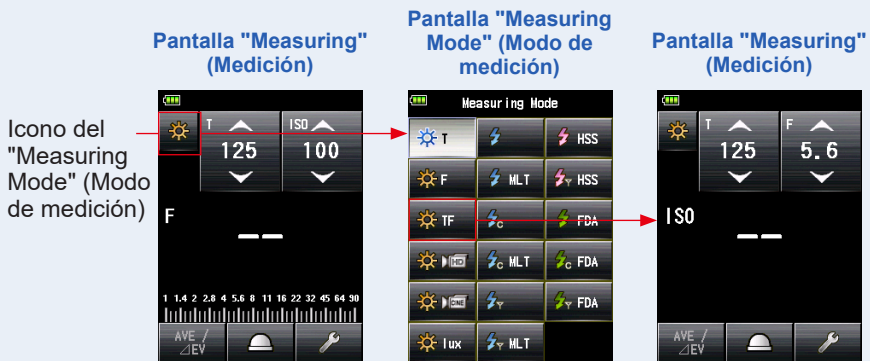 Pantalla "Measuring"
(Medición)
Pantalla "Measuring
Mode" (Modo de
medición)
Pantalla "Measuring"
(Medición)
Icono del
"Measuring
Mode" (Modo
de medición)
T
125
ISO
100
F
1 1.4 2 2.8 4 5.6 8 11 16 22 32 45 64 90
AVE /
⊿EV
Measuring Mode
T
HSS
F
MLT
HSS
TF
C
FDA
HD
C MLT
C FDA
CINE
FDA
lux
MLT
T
125
F
5.6
ISO
AVE /
⊿EV